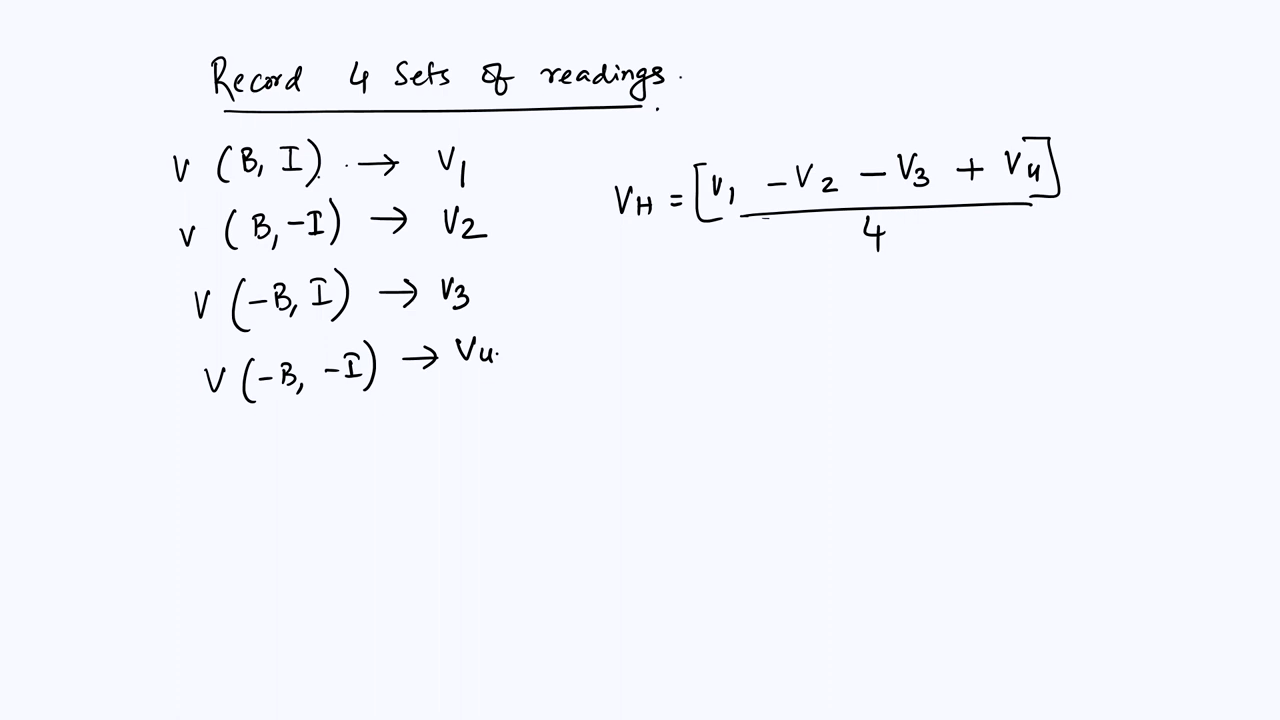 Record 4 Sets of readings.
V (B, I) → V1
V (B, -I) → V2
V (-B, I) → V3
V (-B, -I) → V4.
VH = [V1 - V2 - V3 + V4]
4